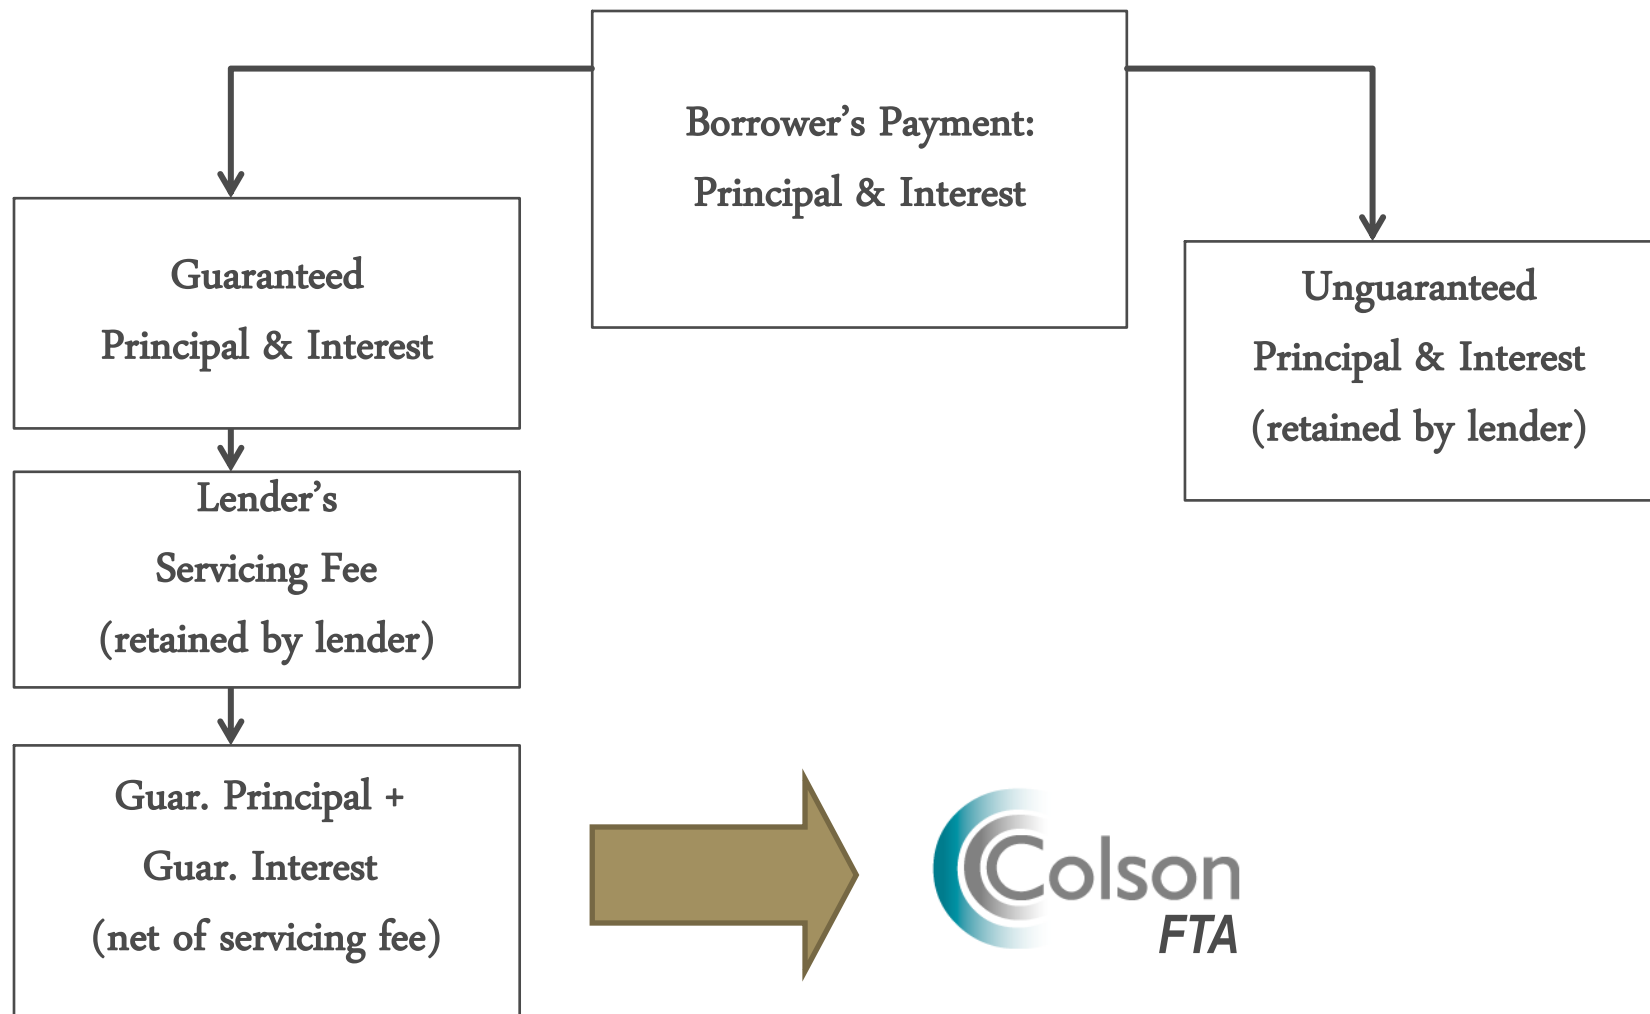 Borrower’s Payment:
Principal & Interest
Guaranteed
Principal & Interest
Unguaranteed
Principal & Interest
(retained by lender)
Lender’s
Servicing Fee
(retained by lender)
Guar. Principal +
Guar. Interest
(net of servicing fee)
Colson
FTA